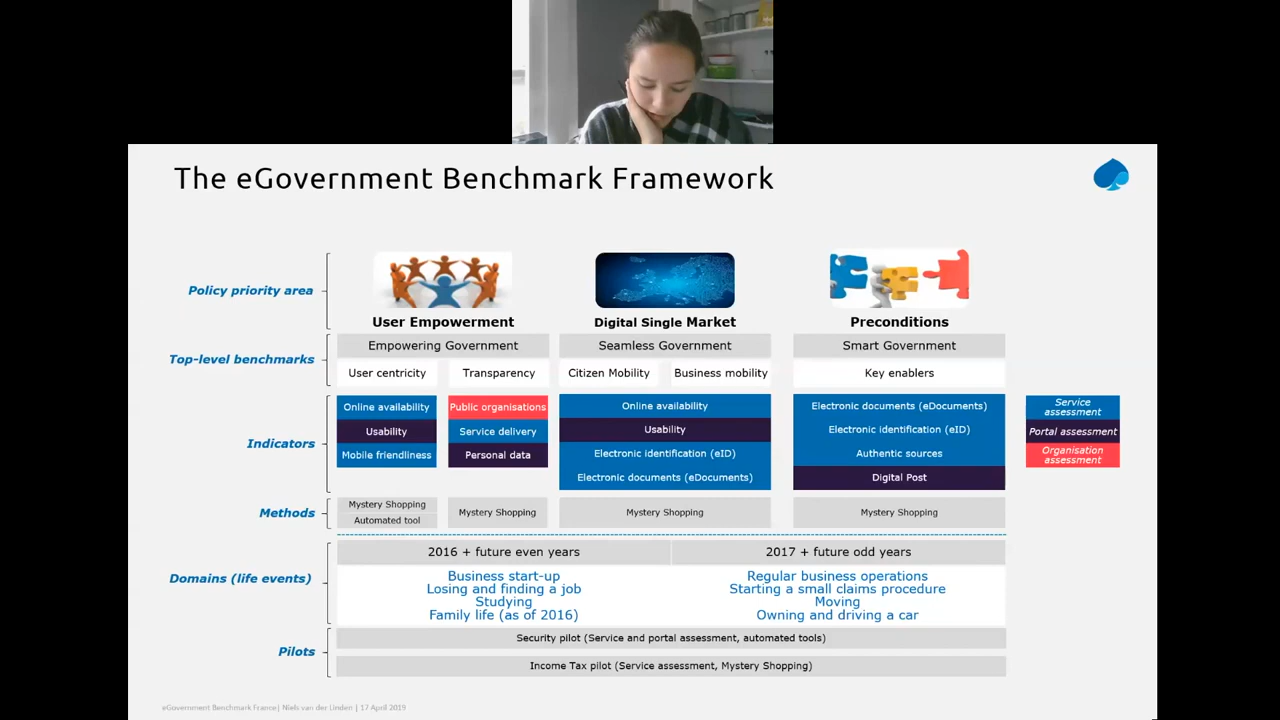 The eGovernment Benchmark Framework
Policy priority area
User Empowerment
Digital Single Market
Preconditions
Top-level benchmarks
Empowering Government
Seamless Government
Smart Government
User centricity
Transparency
Citizen Mobility
Business mobility
Key enablers
Indicators
Online availability
Usability
Mobile friendliness
Public organisations
Service delivery
Personal data
Online availability
Usability
Electronic identification (eID)
Electronic documents (eDocuments)
Electronic documents (eDocuments)
Electronic identification (eID)
Authentic sources
Digital Post
Service
assessment
Portal assessment
Organisation
assessment
Methods
Mystery Shopping
Automated tool
Mystery Shopping
Mystery Shopping
Mystery Shopping
Domains (life events)
2016 + future even years
2017 + future odd years
Business start-up
Losing and finding a job
Studying
Family life (as of 2016)
Regular business operations
Starting a small claims procedure
Moving
Owning and driving a car
Pilots
Security pilot (Service and portal assessment, automated tools)
Income Tax pilot (Service assessment, Mystery Shopping)
eGovernment Benchmark France| Niels van der Linden | 17 April 2019